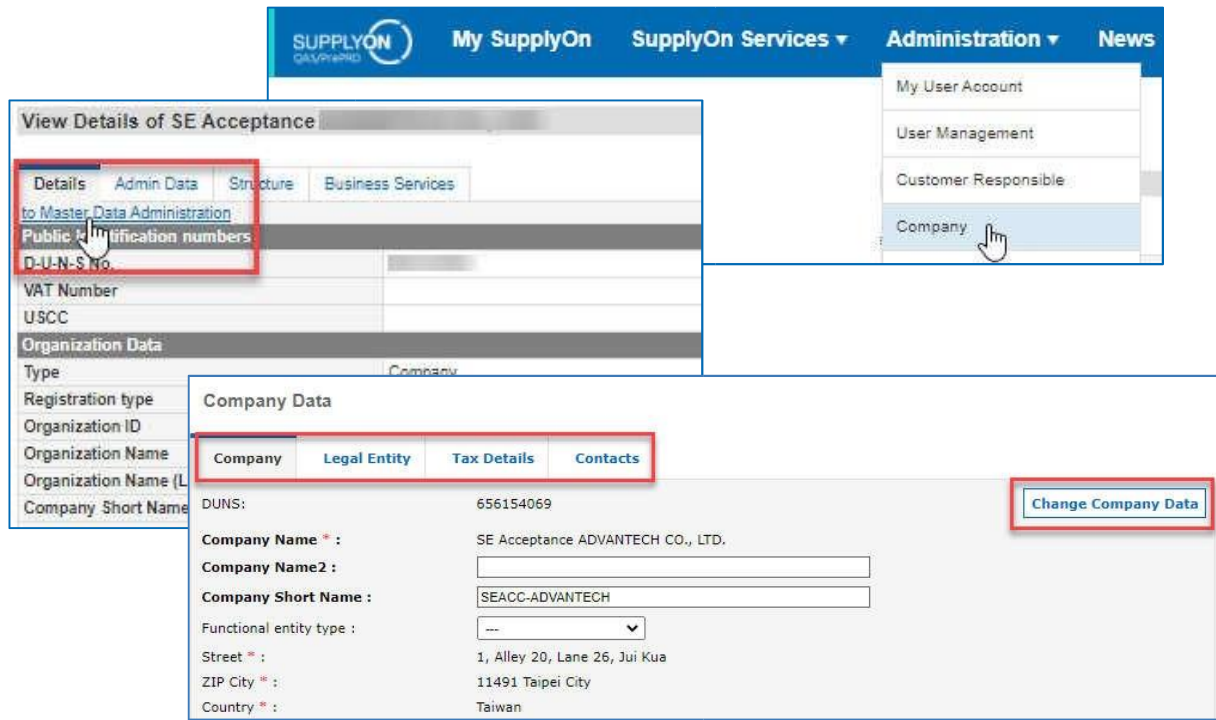 SUPPLYON
QAS/PrePRD
My SupplyOn SupplyOn Services Administration News
My User Account
User Management
Customer Responsible
Company
View Details of SE Acceptance
Details Admin Data Structure Business Services
to Master Data Administration
Public numbers
D-U-N-S No.
VAT Number
USCC
Organization Data
Type Company
Registration type
Organization ID
Organization Name
Organization Name (L
Company Short Name
Company Data
Company Legal Entity Tax Details Contacts
DUNS: 656154069 Change Company Data
Company Name * : SE Acceptance ADVANTECH CO., LTD.
Company Name2 :
Company Short Name : SEACC-ADVANTECH
Functional entity type : ---
Street * : 1, Alley 20, Lane 26, Jui Kua
ZIP City * : 11491 Taipei City
Country * : Taiwan